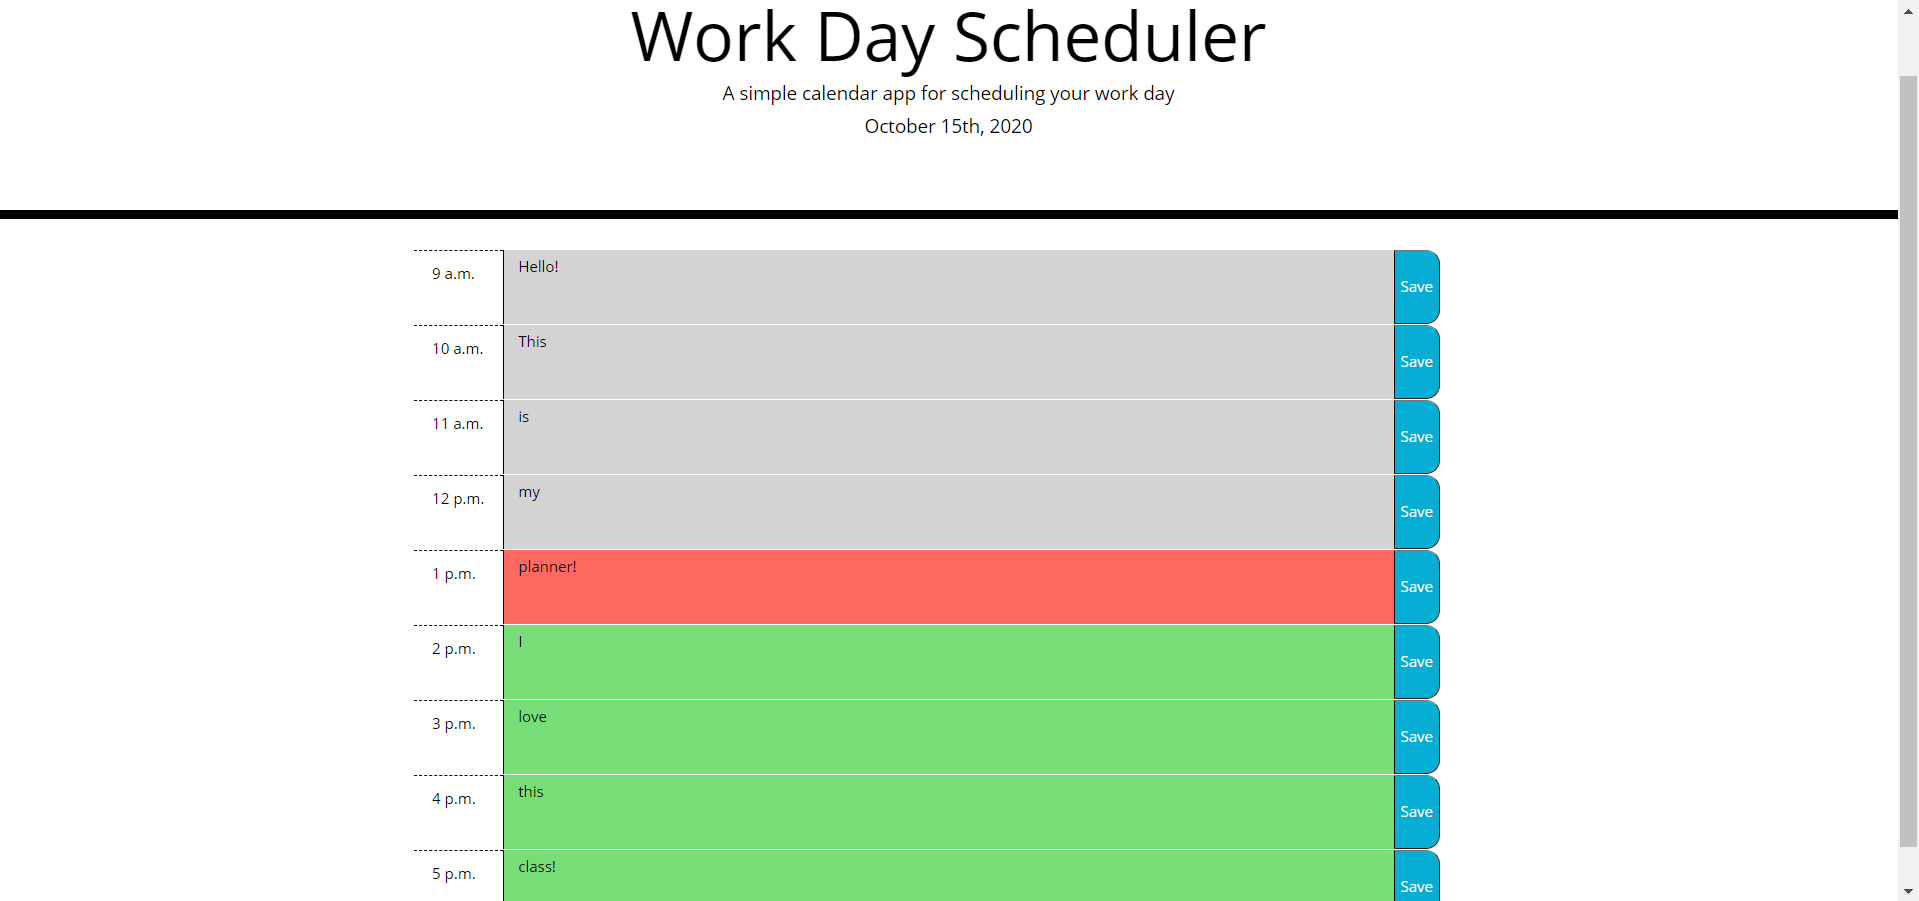 Work Day Scheduler
A simple calendar app for scheduling your work day
October 15th, 2020
9 a.m. Hello! Save
10 a.m. This Save
11 a.m. is Save
12 p.m. my Save
1 p.m. planner! Save
2 p.m. I Save
3 p.m. love Save
4 p.m. this Save
5 p.m. class! Save